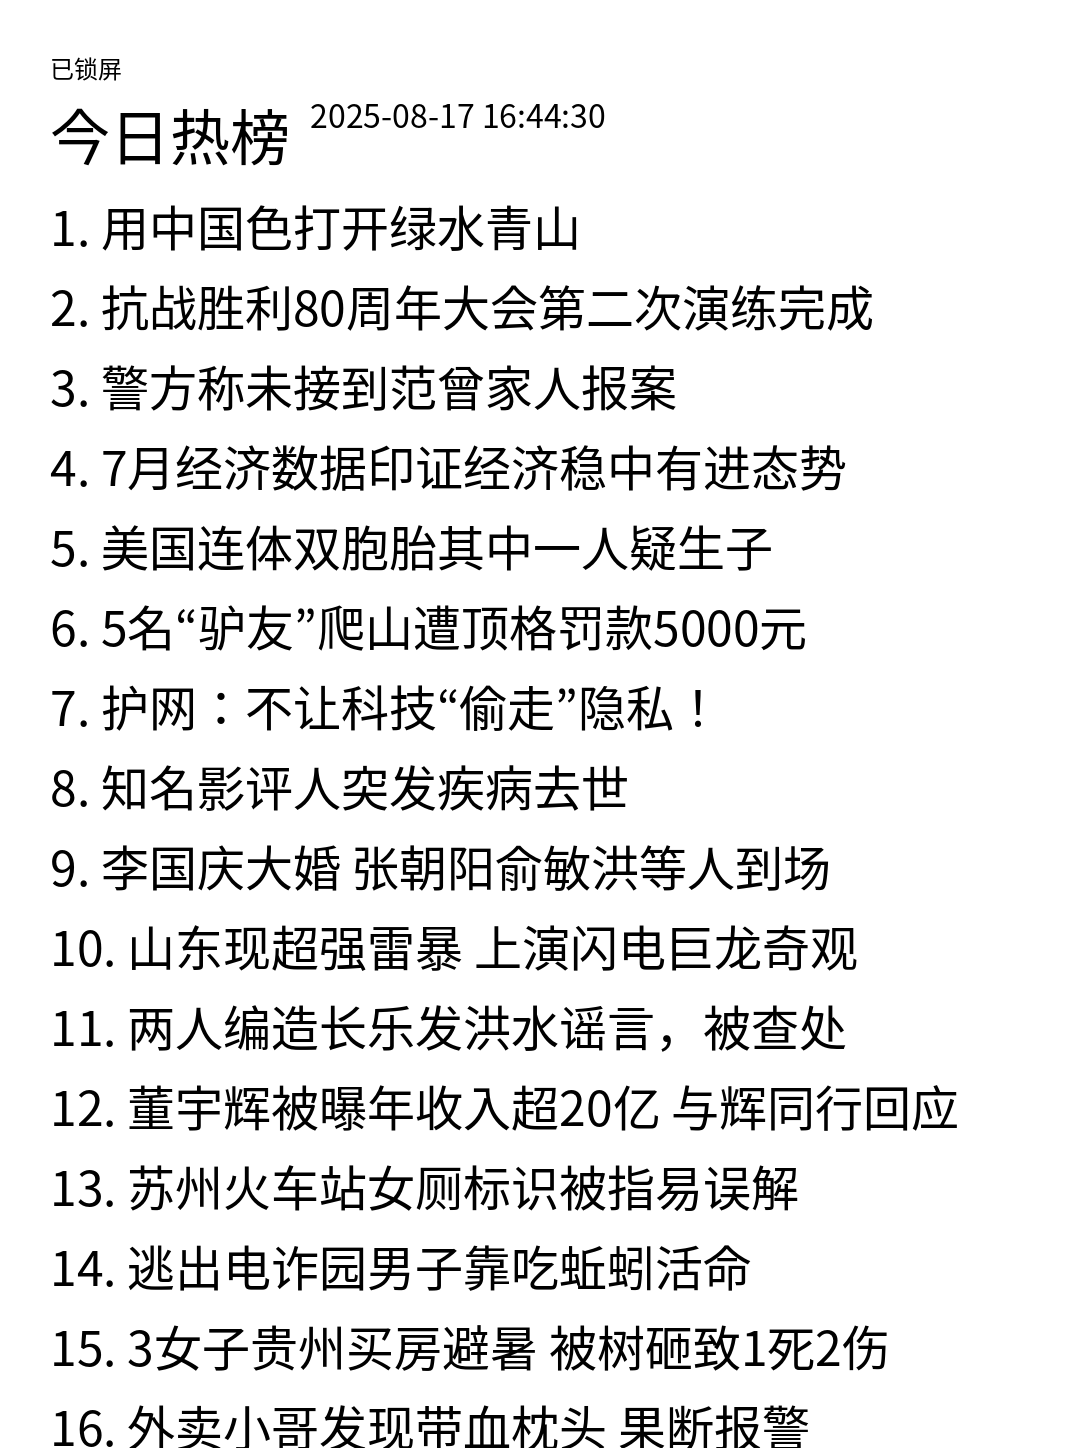 已锁屏
今日热榜 2025-08-17 16:44:30
1. 用中国色打开绿水青山
2. 抗战胜利80周年大会第二次演练完成
3. 警方称未接到范曾家人报案
4. 7月经济数据印证经济稳中有进态势
5. 美国连体双胞胎其中一人疑生子
6. 5名“驴友”爬山遭顶格罚款5000元
7. 护网：不让科技“偷走”隐私！
8. 知名影评人突发疾病去世
9. 李国庆大婚 张朝阳俞敏洪等人到场
10. 山东现超强雷暴 上演闪电巨龙奇观
11. 两人编造长乐发洪水谣言，被查处
12. 董宇辉被曝年收入超20亿 与辉同行回应
13. 苏州火车站女厕标识被指易误解
14. 逃出电诈园男子靠吃蚯蚓活命
15. 3女子贵州买房避暑 被树砸致1死2伤
16. 外卖小哥发现带血枕头 果断报警